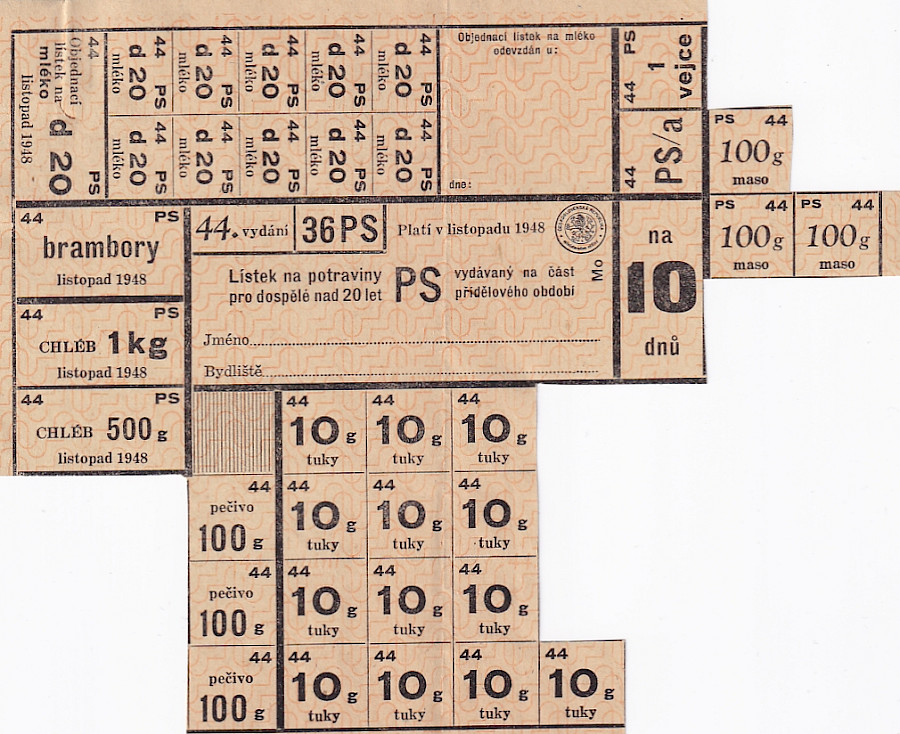 44 PS
Objednací
lístek na
mléko
d 20
listopad 1948
44 PS
d 20
mléko
44 PS
d 20
mléko
44 PS
d 20
mléko
44 PS
d 20
mléko
44 PS
d 20
mléko
44 PS
d 20
mléko
44 PS
d 20
mléko
44 PS
d 20
mléko
44 PS
d 20
mléko
44 PS
d 20
mléko
Objednací lístek na mléko
odevzdán u:
dne:
44 PS
1
vejce
44
PS/a
PS 44
100g
maso
PS 44
100g
maso
PS 44
100g
maso
44 PS
brambory
listopad 1948
44 PS
CHLÉB 1kg
listopad 1948
44 PS
CHLÉB 500 g
listopad 1948
44. vydání
36 PS
Platí v listopadu 1948
Lístek na potraviny
pro dospělé nad 20 let
PS
vydávaný na část
přídělového období
Mo
Jméno
Bydliště
na
10
dnů
44
10 g
tuky
44
10 g
tuky
44
10 g
tuky
44
pečivo
100 g
44
10 g
tuky
44
10 g
tuky
44
10 g
tuky
44
pečivo
100 g
44
10 g
tuky
44
10 g
tuky
44
10 g
tuky
44
pečivo
100 g
44
10 g
tuky
44
10 g
tuky
44
10 g
tuky
44
10 g
tuky